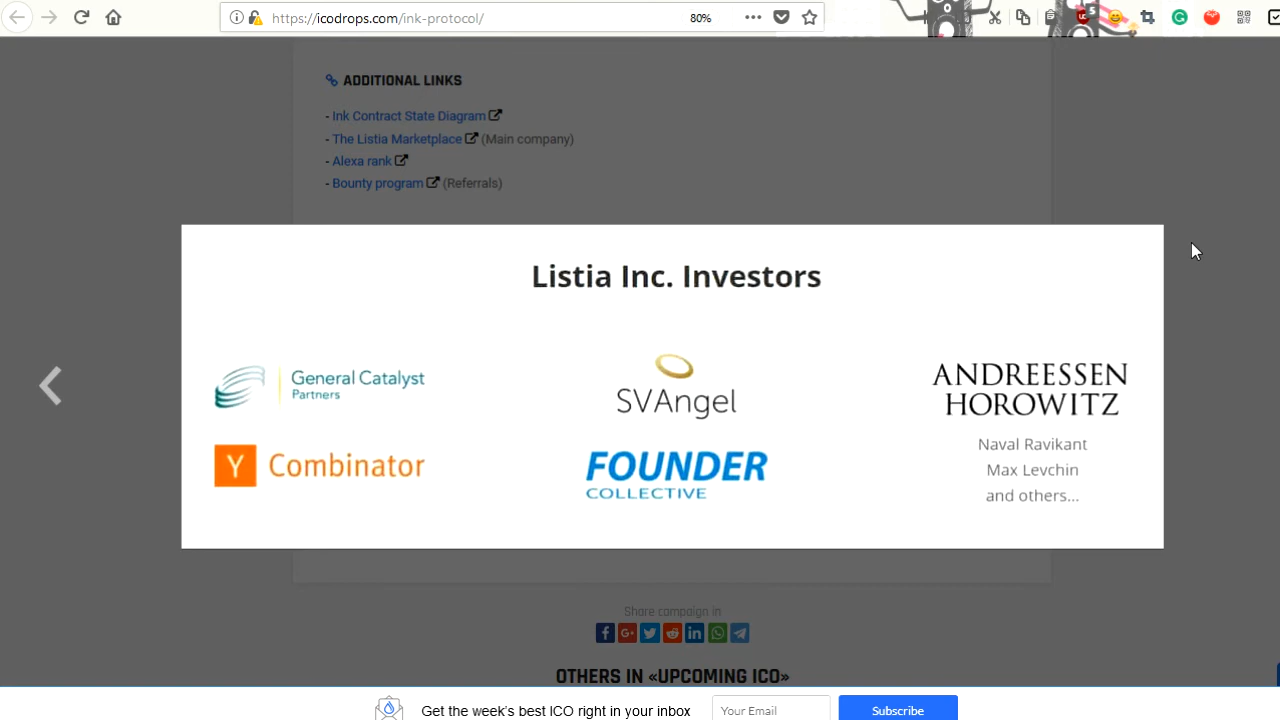 https://icodrops.com/ink-protocol/
80%
5
ADDITIONAL LINKS
- Ink Contract State Diagram
- The Listia Marketplace (Main company)
- Alexa rank
- Bounty program (Referrals)
Listia Inc. Investors
General Catalyst
Partners
SVAngel
ANDREESSEN
HOROWITZ
Naval Ravikant
Max Levchin
and others...
Y Combinator
FOUNDER
COLLECTIVE
Share campaign in
OTHERS IN «UPCOMING ICO»
Get the week's best ICO right in your inbox
Your Email
Subscribe